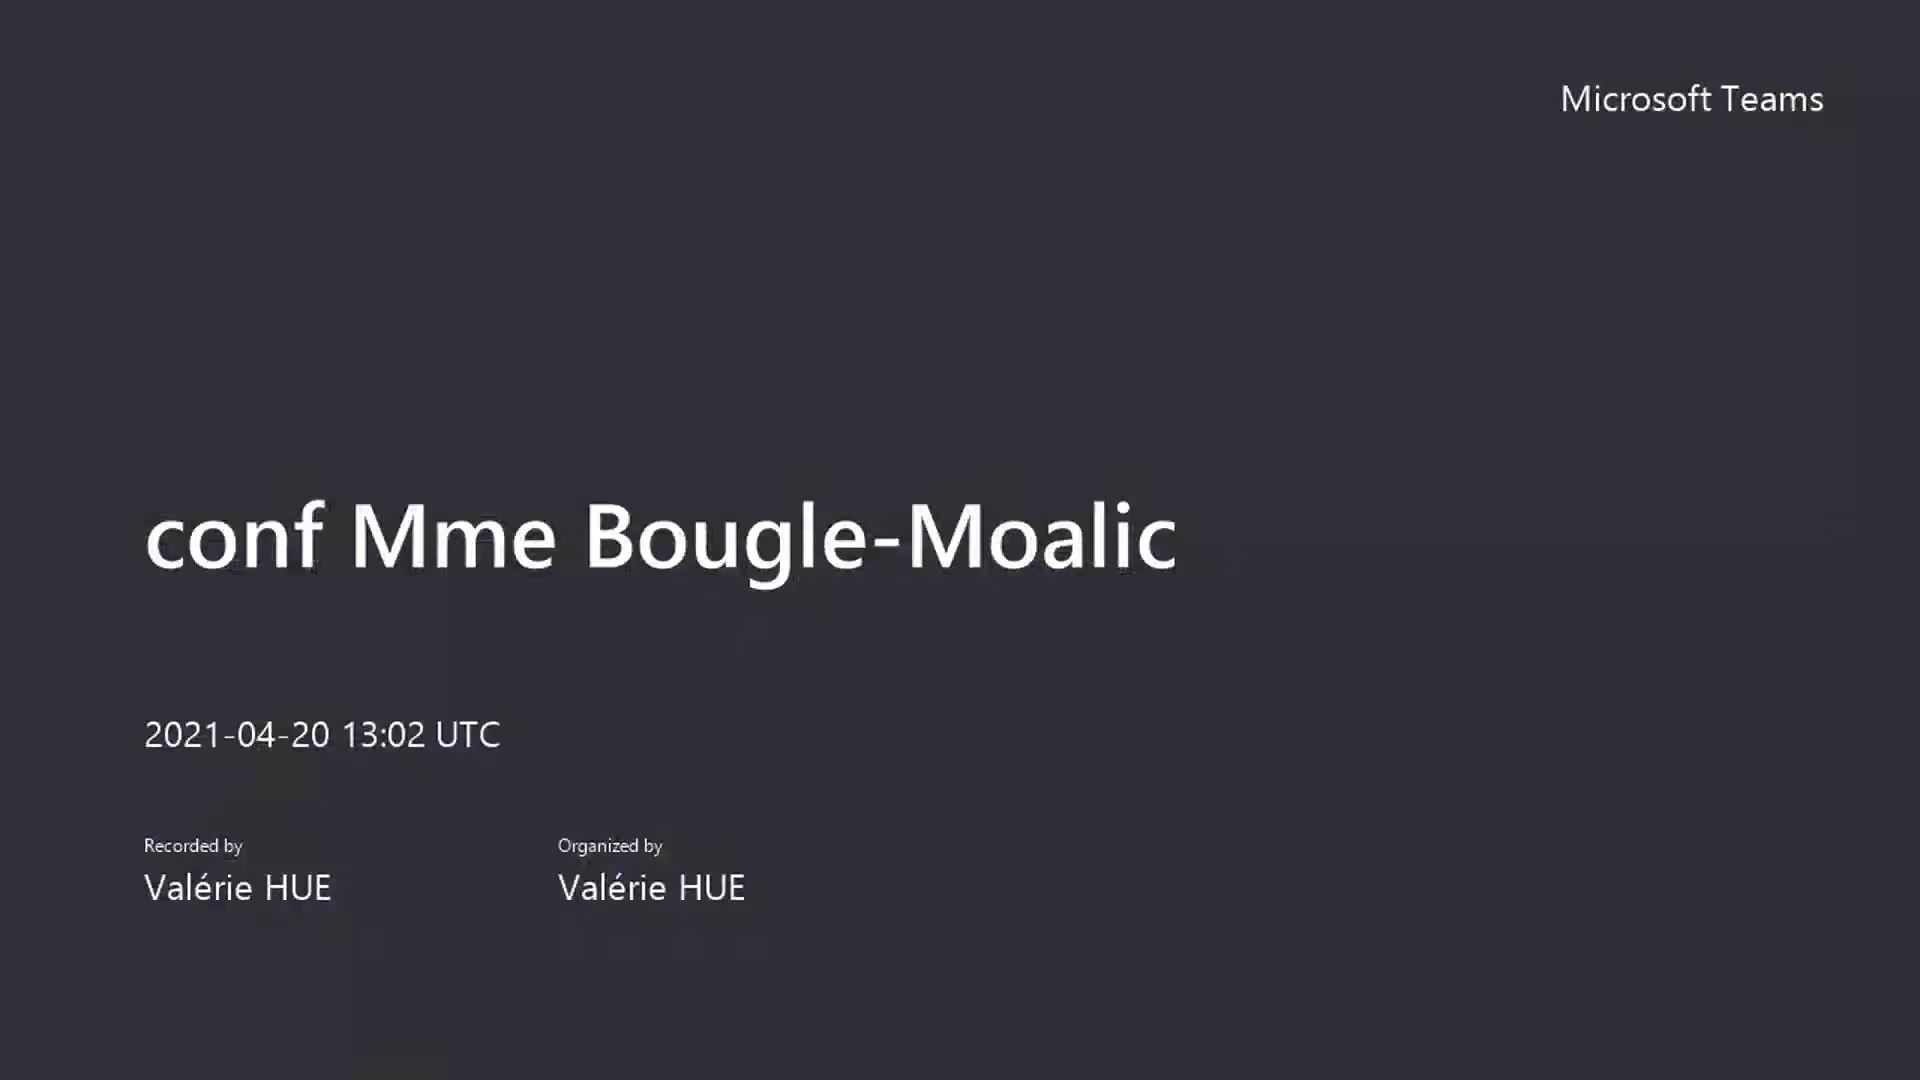 Microsoft Teams
conf Mme Bougle-Moalic
2021-04-20 13:02 UTC
Recorded by
Valérie HUE
Organized by
Valérie HUE